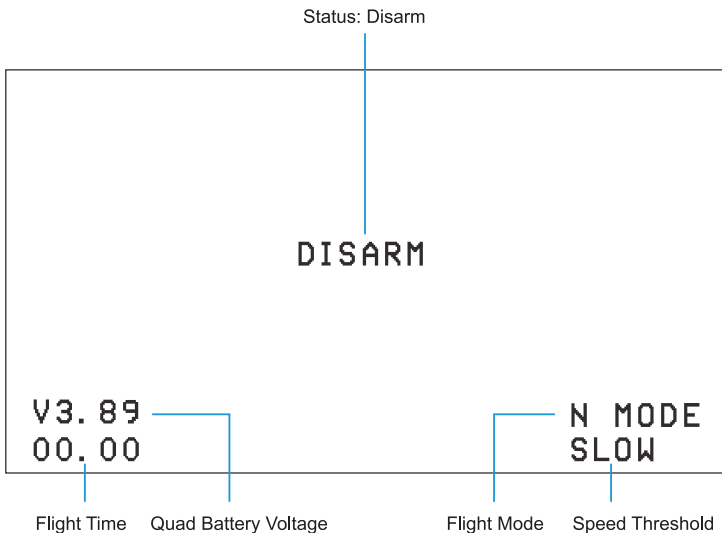 Status: Disarm
DISARM
V3.89
N MODE
00.00
SLOW
Flight Time
Quad Battery Voltage
Flight Mode
Speed Threshold